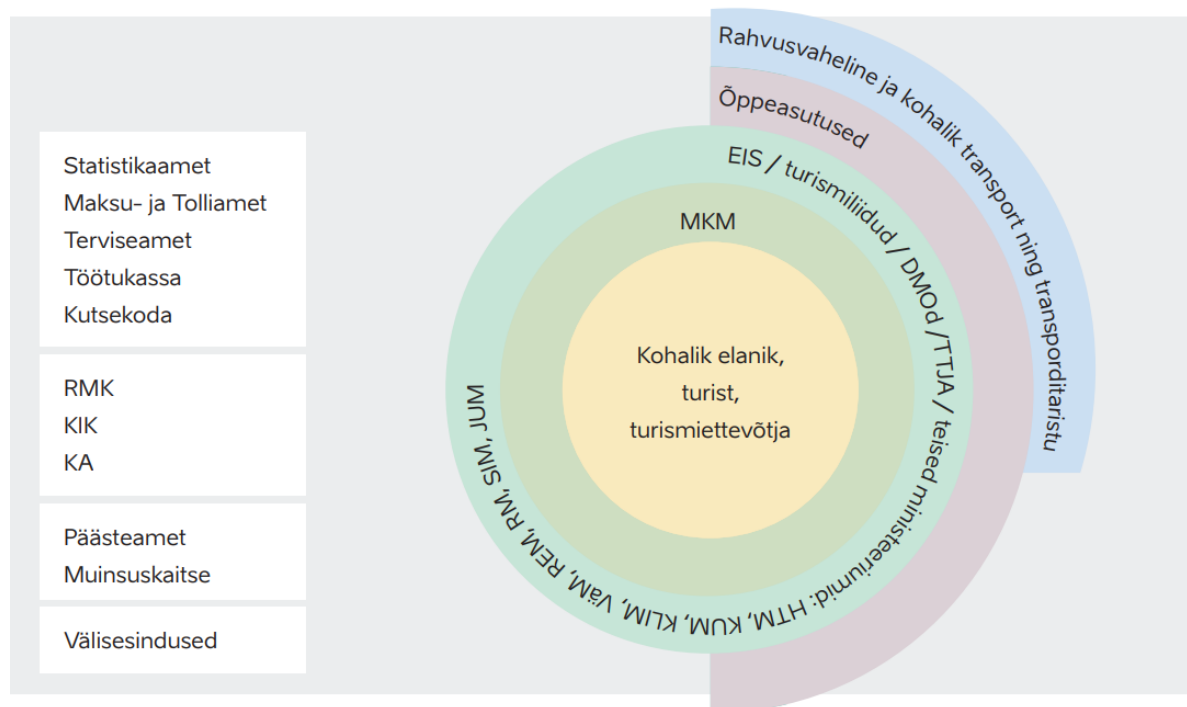 Statistikaamet
Maksu- ja Tolliamet
Terviseamet
Töötukassa
Kutsekoda
RMK
KIK
KA
Päästeamet
Muinsuskaitse
Välisesindused
Rahvusvaheline ja kohalik transport ning transporditaristu
Õppeasutused
EIS / turismiliidud / DMOd /TTJA / teised ministeeriumid: HTM, KUM, KLIM, VäM, REM, RM, SIM, JUM
MKM
Kohalik elanik,
turist,
turismiettevõtja